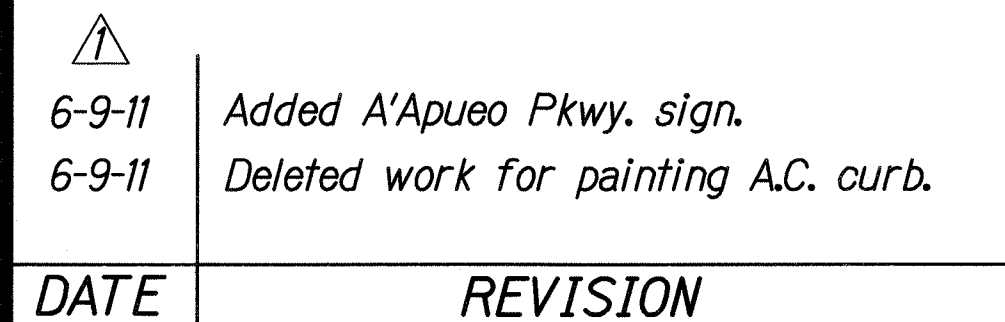 1
6-9-11 Added A'Apueo Pkwy. sign.
6-9-11 Deleted work for painting A.C. curb.
DATE REVISION